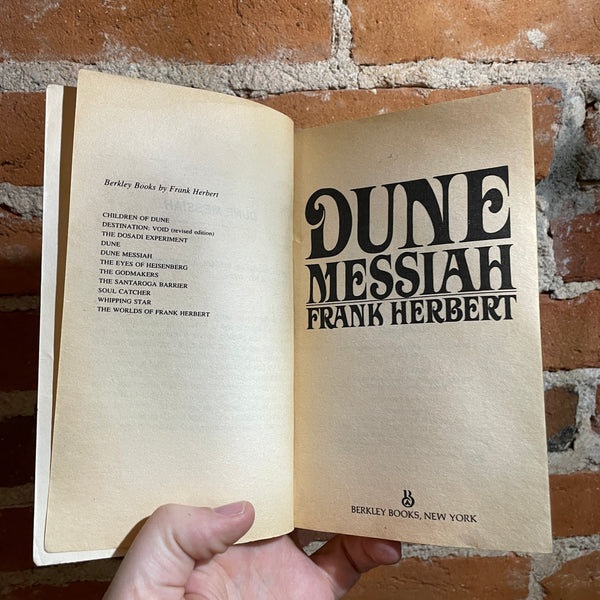 Berkley Books by Frank Herbert
CHILDREN OF DUNE
DESTINATION: VOID (revised edition)
THE DOSADI EXPERIMENT
DUNE
DUNE MESSIAH
THE EYES OF HEISENBERG
THE GODMAKERS
THE SANTAROGA BARRIER
SOUL CATCHER
WHIPPING STAR
THE WORLDS OF FRANK HERBERT
DUNE
MESSIAH
FRANK HERBERT
BERKLEY BOOKS, NEW YORK